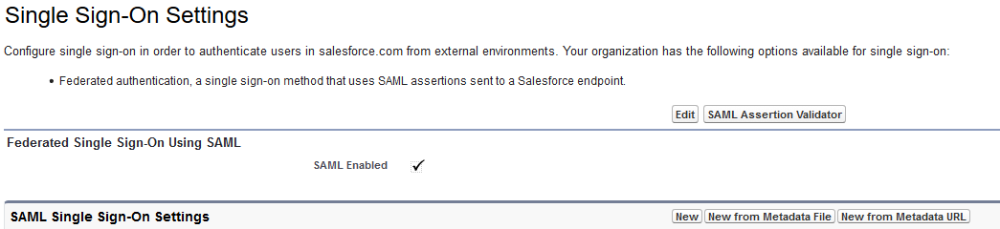 Single Sign-On Settings
Configure single sign-on in order to authenticate users in salesforce.com from external environments. Your organization has the following options available for single sign-on:
• Federated authentication, a single sign-on method that uses SAML assertions sent to a Salesforce endpoint.
Edit SAML Assertion Validator
Federated Single Sign-On Using SAML
SAML Enabled ✓
SAML Single Sign-On Settings New New from Metadata File New from Metadata URL